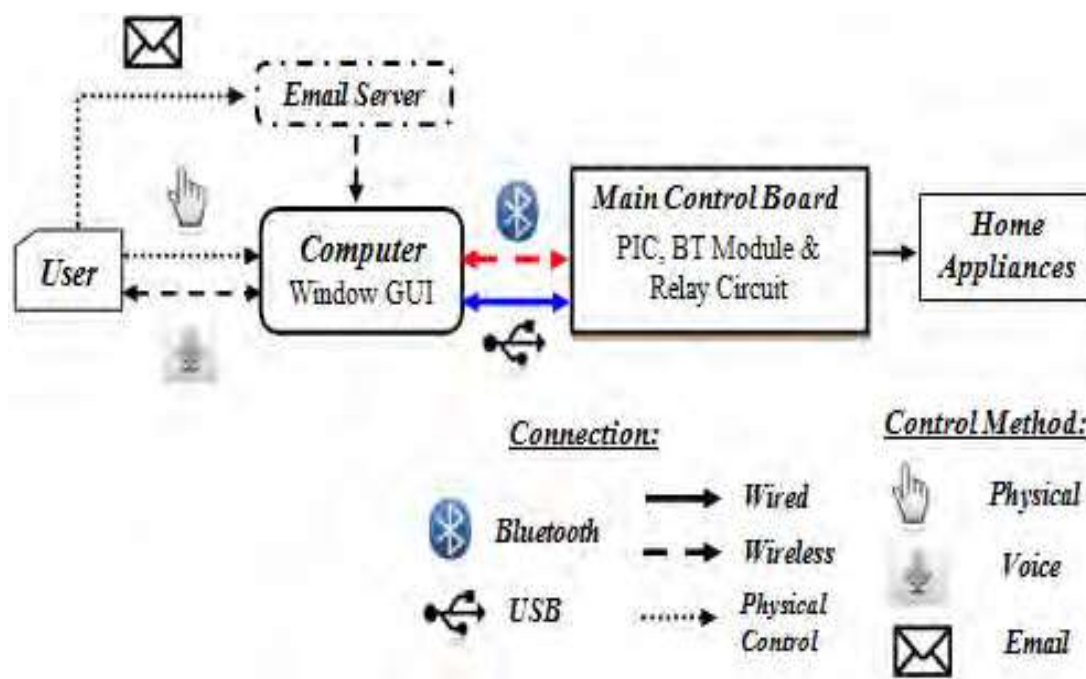 Email Server
Main Control Board
PIC, BT Module &
Relay Circuit
Home
Appliances
User
Computer
Window GUI
Connection:
Control Method:
Bluetooth
USB
Wired
Wireless
Physical
Control
Physical
Voice
Email